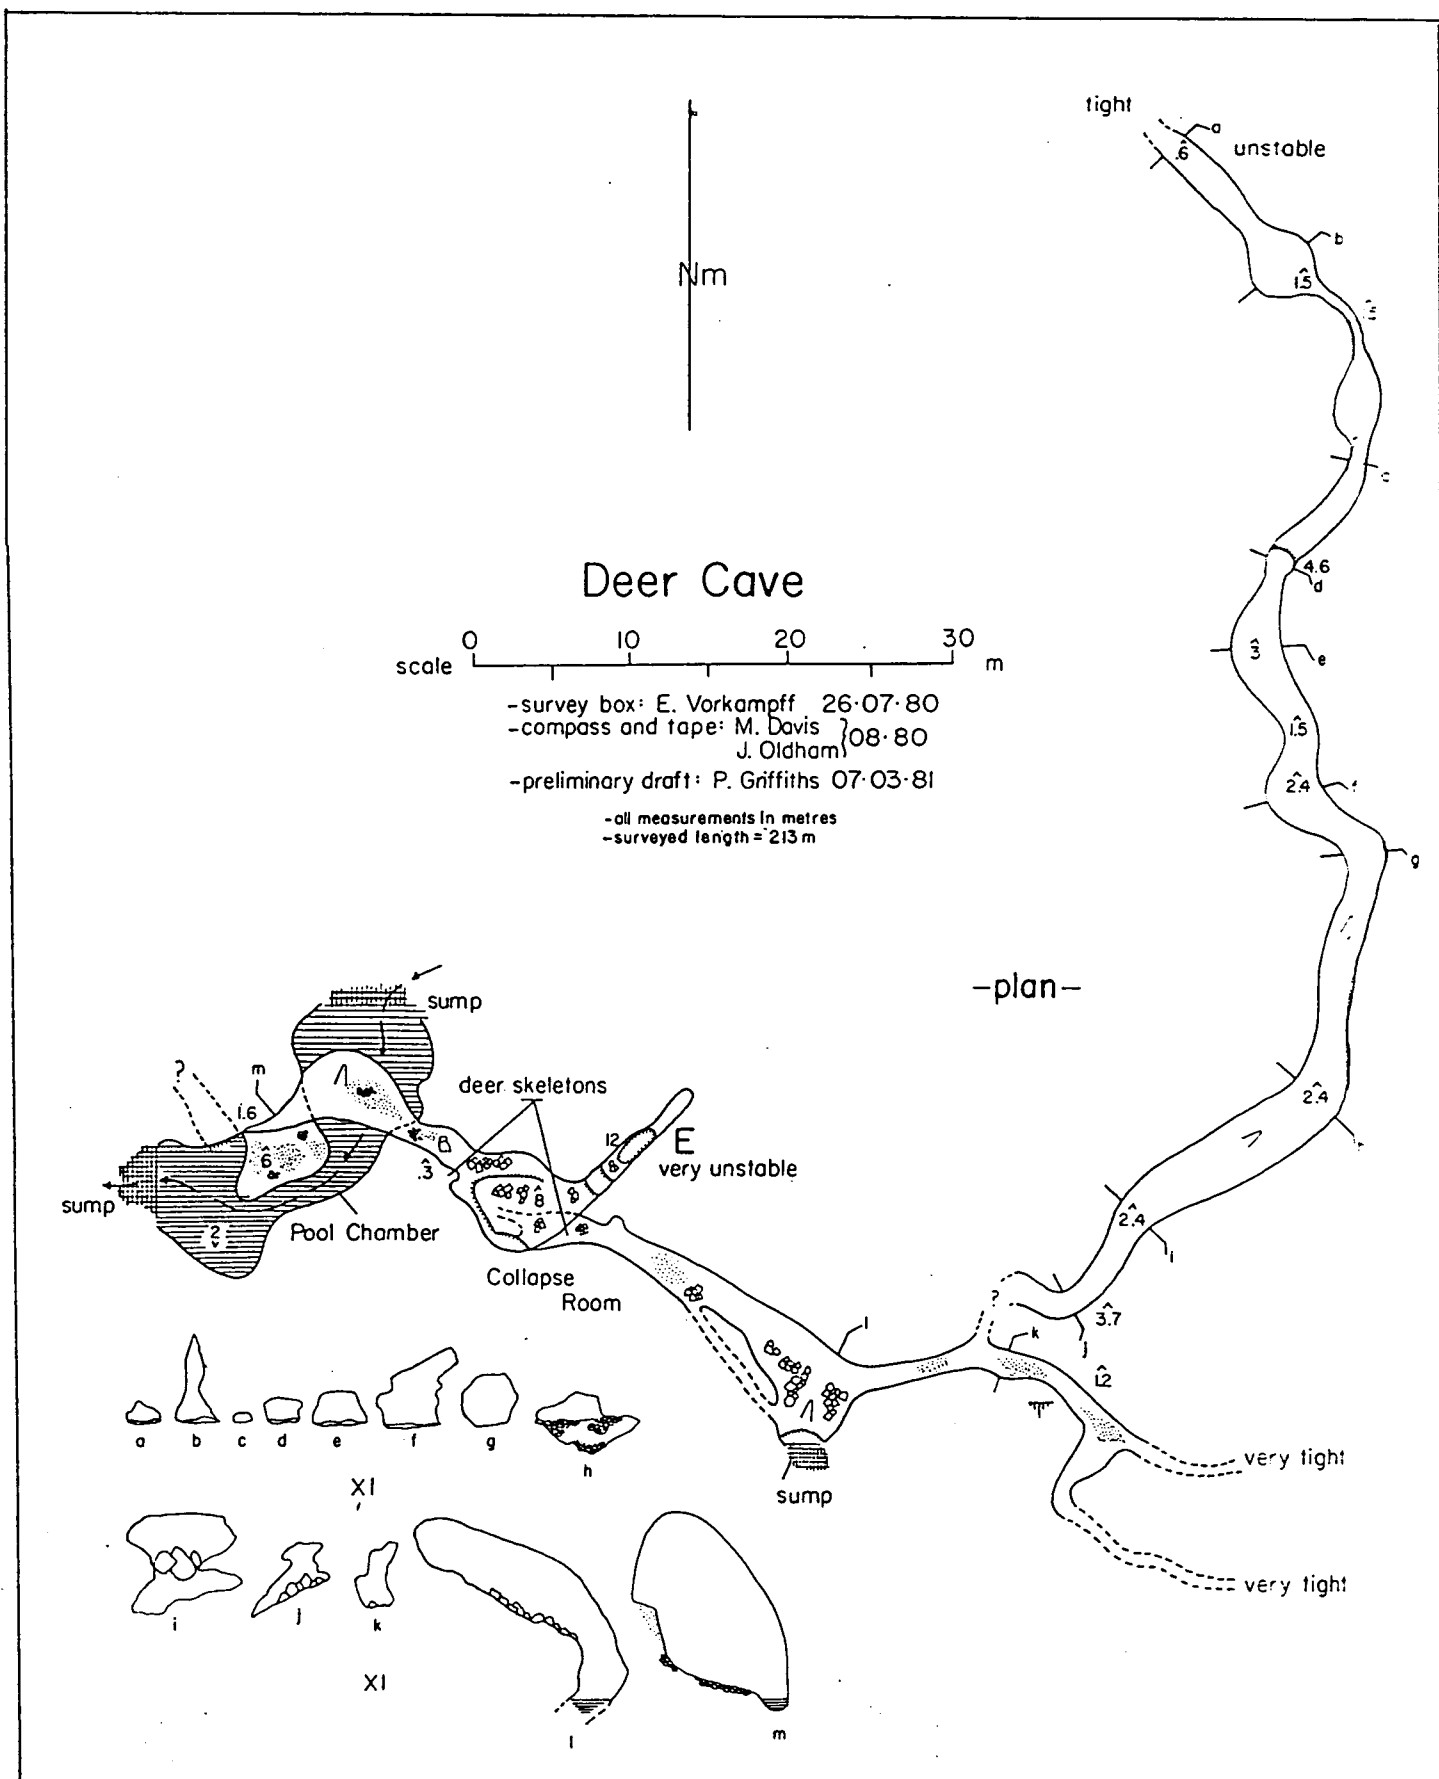 tight
a
.6
unstable
b
1.5
Nm
c
4.6
d
3
e
1.5
2.4
g
Deer Cave
0 10 20 30
scale m
-survey box: E. Vorkampff 26·07·80
-compass and tape: M. Davis
J. Oldham } 08·80
-preliminary draft: P. Griffiths 07·03·81
-all measurements in metres
-surveyed length = 213 m
-plan-
sump
?
m
1.6
deer skeletons
2.4
12
E
very unstable
8
B
.3
6
8
sump
2
Pool Chamber
2.4
i
Collapse
Room
?
3.7
j
l
k
1.2
a b c d e f g h
X1
very tight
sump
very tight
i j k
X1
l m